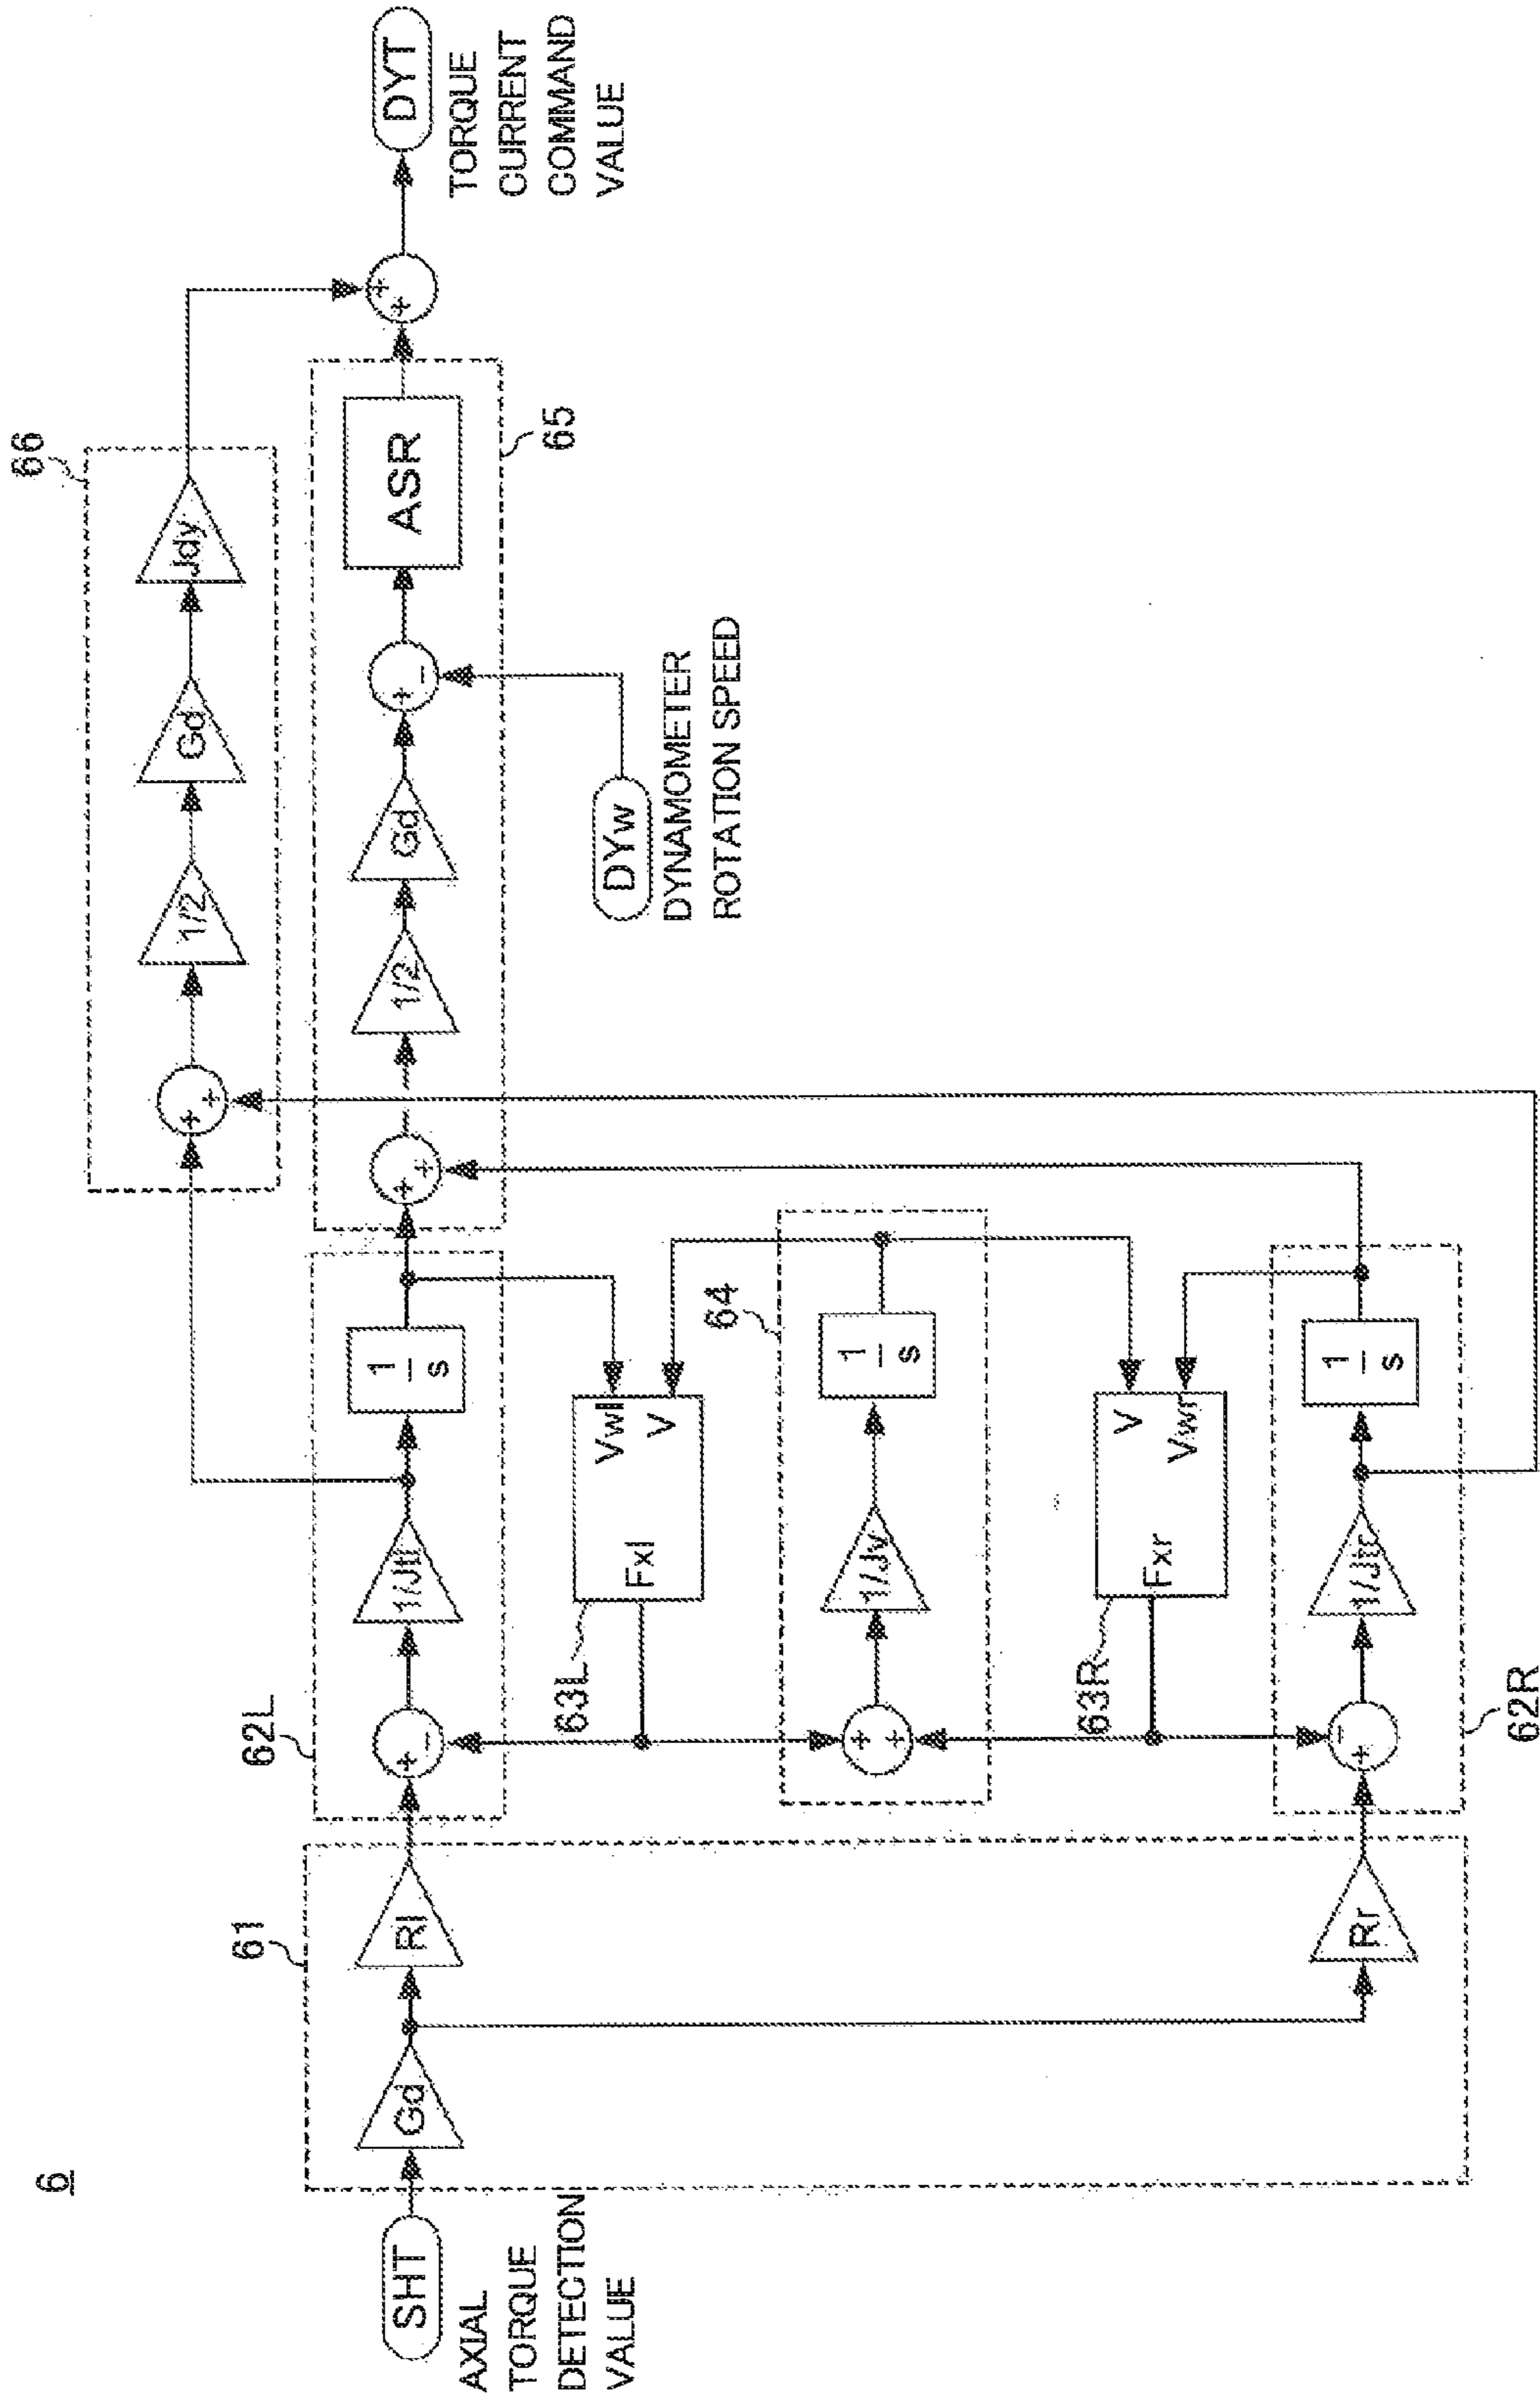 6
SHT
AXIAL
TORQUE
DETECTION
VALUE
61
Gd
Rl
Rr
62L
+
−
1/Jtl
1
s
63L
Fxl
Vwl
V
64
+
+
1/Jv
1
s
63R
Fxr
V
Vwr
62R
+
−
1/Jtr
1
s
66
+
+
1/2
Gd
Jdy
65
+
+
1/2
Gd
+
−
ASR
DYw
DYNAMOMETER
ROTATION SPEED
+
+
DYT
TORQUE
CURRENT
COMMAND
VALUE